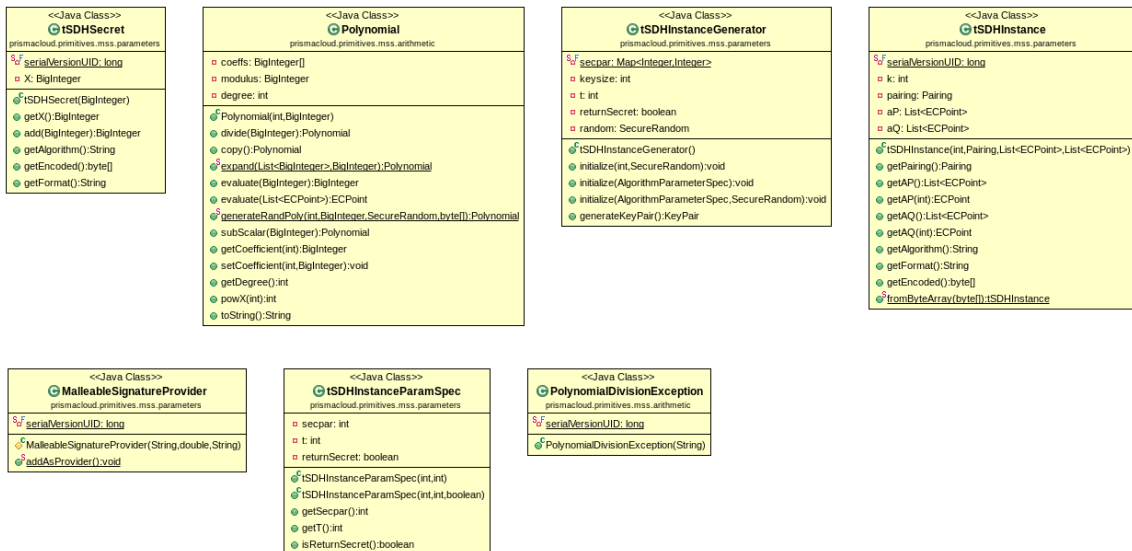 <<Java Class>>
tSDHSecret
prismacloud.primitives.mss.parameters
serialVersionUID: long
X: BigInteger
tSDHSecret(BigInteger)
getX():BigInteger
add(BigInteger):BigInteger
getAlgorithm():String
getEncoded():byte[]
getFormat():String
<<Java Class>>
Polynomial
prismacloud.primitives.mss.arithmetic
coeffs: BigInteger[]
modulus: BigInteger
degree: int
Polynomial(int,BigInteger)
divide(BigInteger):Polynomial
copy():Polynomial
expand(List<BigInteger>,BigInteger):Polynomial
evaluate(BigInteger):BigInteger
evaluate(List<ECPoint>):ECPoint
generateRandPoly(int,BigInteger,SecureRandom,byte[]):Polynomial
subScalar(BigInteger):Polynomial
getCoefficient(int):BigInteger
setCoefficient(int,BigInteger):void
getDegree():int
powX(int):int
toString():String
<<Java Class>>
tSDHInstanceGenerator
prismacloud.primitives.mss.parameters
secpar: Map<Integer,Integer>
keysize: int
t: int
returnSecret: boolean
random: SecureRandom
tSDHInstanceGenerator()
initialize(int,SecureRandom):void
initialize(AlgorithmParameterSpec):void
initialize(AlgorithmParameterSpec,SecureRandom):void
generateKeyPair():KeyPair
<<Java Class>>
tSDHInstance
prismacloud.primitives.mss.parameters
serialVersionUID: long
k: int
pairing: Pairing
aP: List<ECPoint>
aQ: List<ECPoint>
tSDHInstance(int,Pairing,List<ECPoint>,List<ECPoint>)
getPairing():Pairing
getAP():List<ECPoint>
getAP(int):ECPoint
getAQ():List<ECPoint>
getAQ(int):ECPoint
getAlgorithm():String
getFormat():String
getEncoded():byte[]
fromByteArray(byte[]):tSDHInstance
<<Java Class>>
MalleableSignatureProvider
prismacloud.primitives.mss.parameters
serialVersionUID: long
MalleableSignatureProvider(String,double,String)
addAsProvider():void
<<Java Class>>
tSDHInstanceParamSpec
prismacloud.primitives.mss.parameters
secpar: int
t: int
returnSecret: boolean
tSDHInstanceParamSpec(int,int)
tSDHInstanceParamSpec(int,int,boolean)
getSecpar():int
getT():int
isReturnSecret():boolean
<<Java Class>>
PolynomialDivisionException
prismacloud.primitives.mss.arithmetic
serialVersionUID: long
PolynomialDivisionException(String)